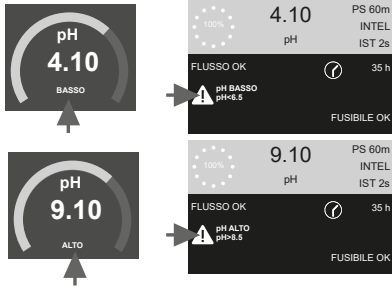 pH
4.10
BASSO
100%
4.10
pH
PS 60m
INTEL
IST 2s
FLUSSO OK
35 h
pH BASSO
pH<6.5
FUSIBILE OK
pH
9.10
ALTO
100%
9.10
pH
PS 60m
INTEL
IST 2s
FLUSSO OK
35 h
pH ALTO
pH>8.5
FUSIBILE OK